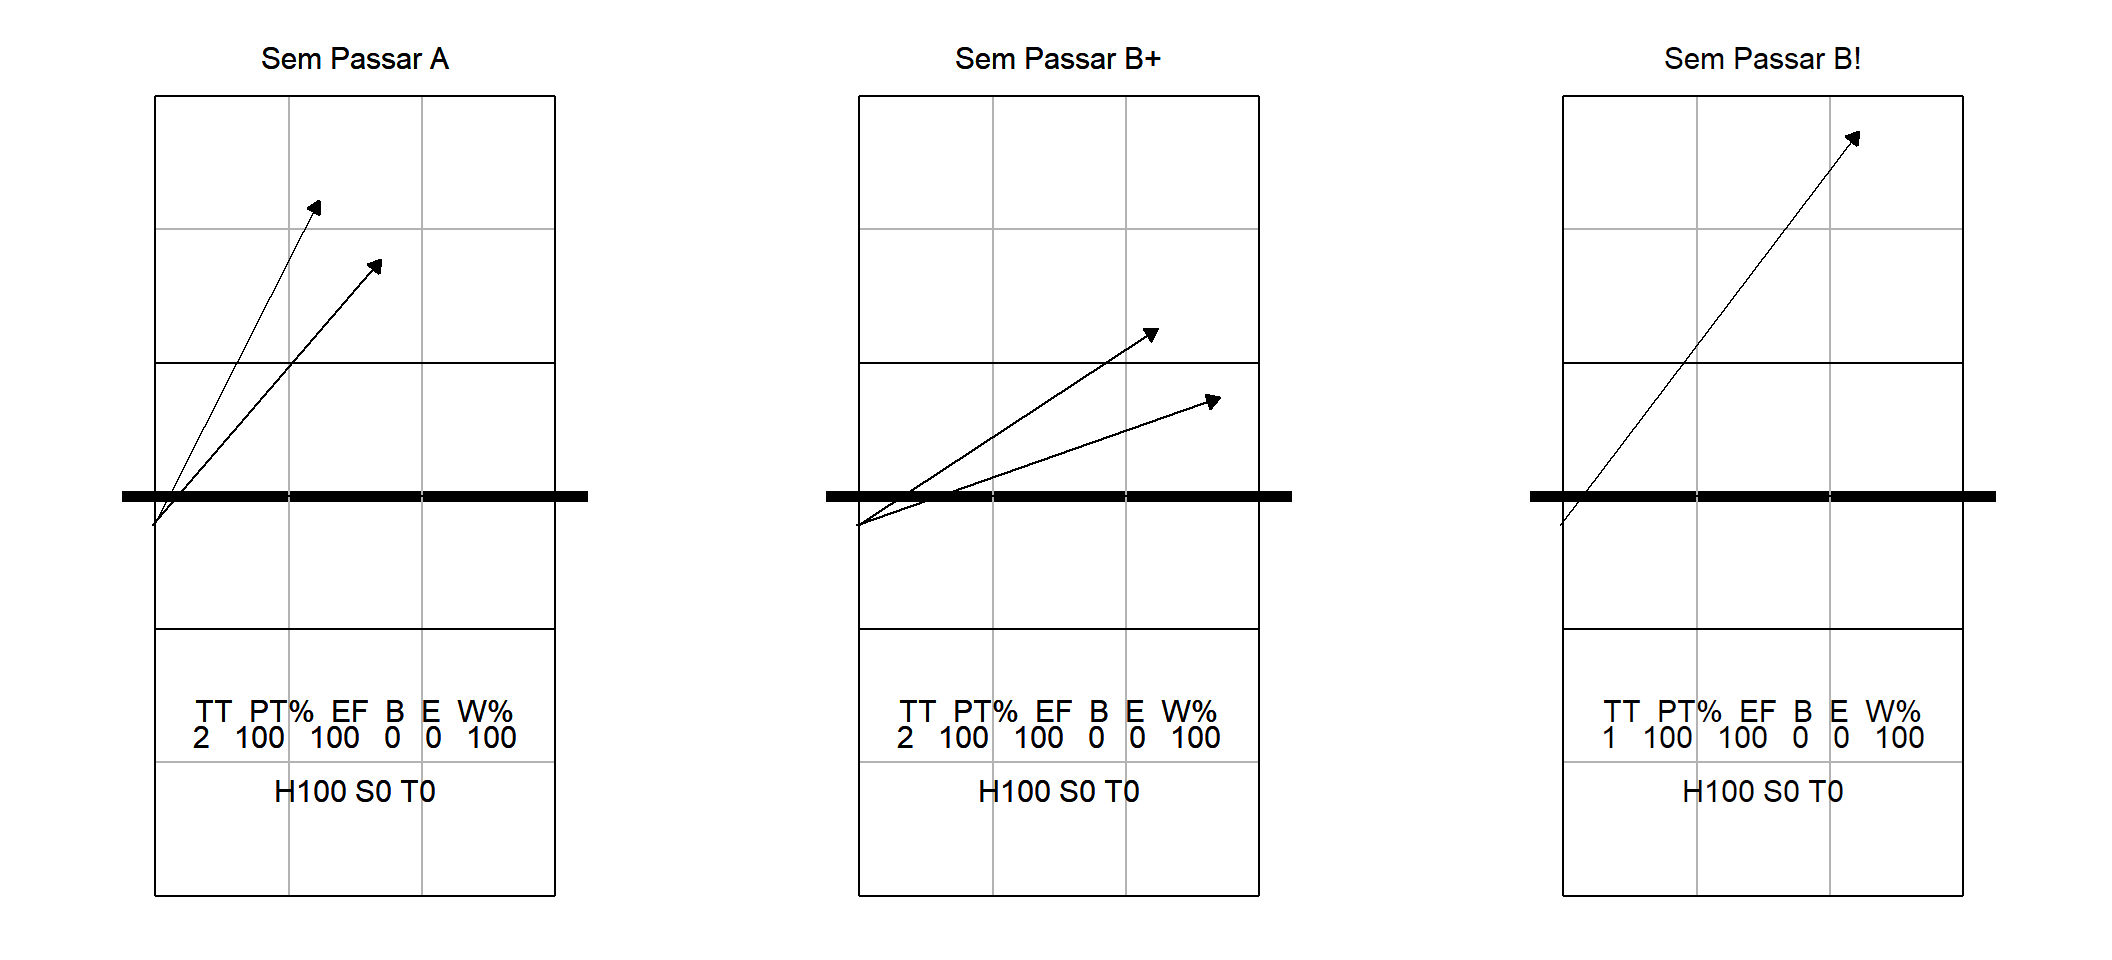 Sem Passar A
TT PT% EF B E W%
2 100 100 0 0 100
H100 S0 T0
Sem Passar B+
TT PT% EF B E W%
2 100 100 0 0 100
H100 S0 T0
Sem Passar B!
TT PT% EF B E W%
1 100 100 0 0 100
H100 S0 T0